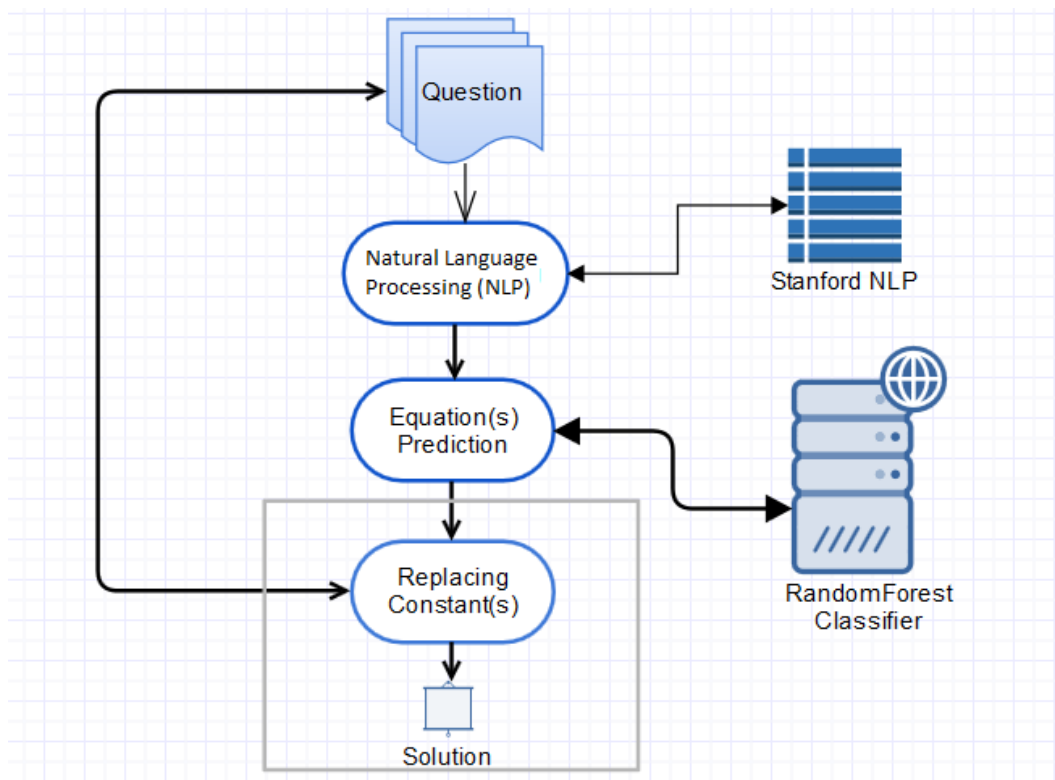 Question
Natural Language
Processing (NLP)
Stanford NLP
Equation(s)
Prediction
RandomForest
Classifier
Replacing
Constant(s)
Solution